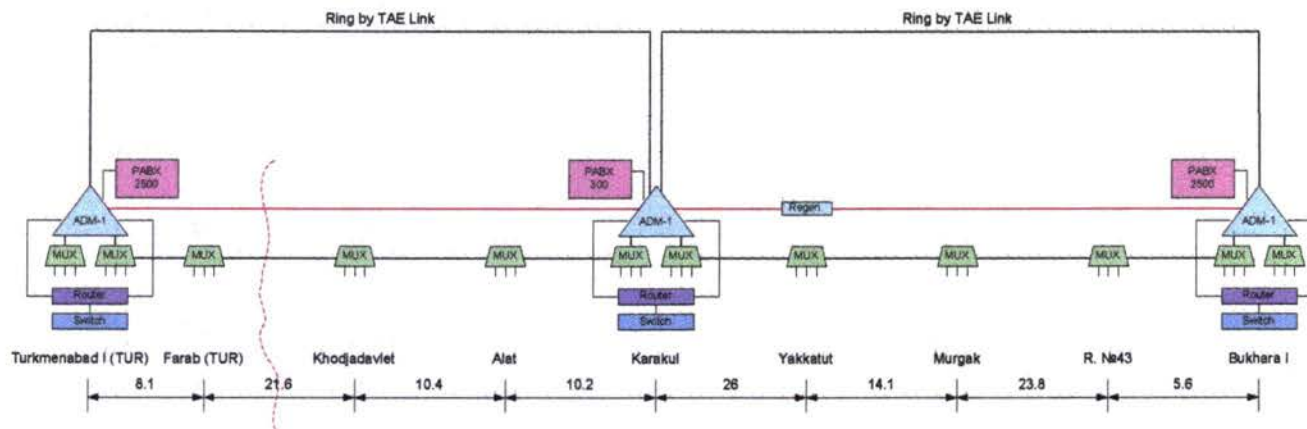 Ring by TAE Link Ring by TAE Link
PABX PABX PABX
2500 300 3500
ADM-1 Regen. ADM-1 ADM-1
MUX MUX MUX MUX MUX MUX MUX MUX MUX MUX MUX MUX
Router Router Router
Switch Switch Switch
Turkmenabad I (TUR) Farab (TUR) Khodjadavlet Alat Karakul Yakkatut Murgak R. №43 Bukhara I
8.1 21.6 10.4 10.2 26 14.1 23.8 5.6